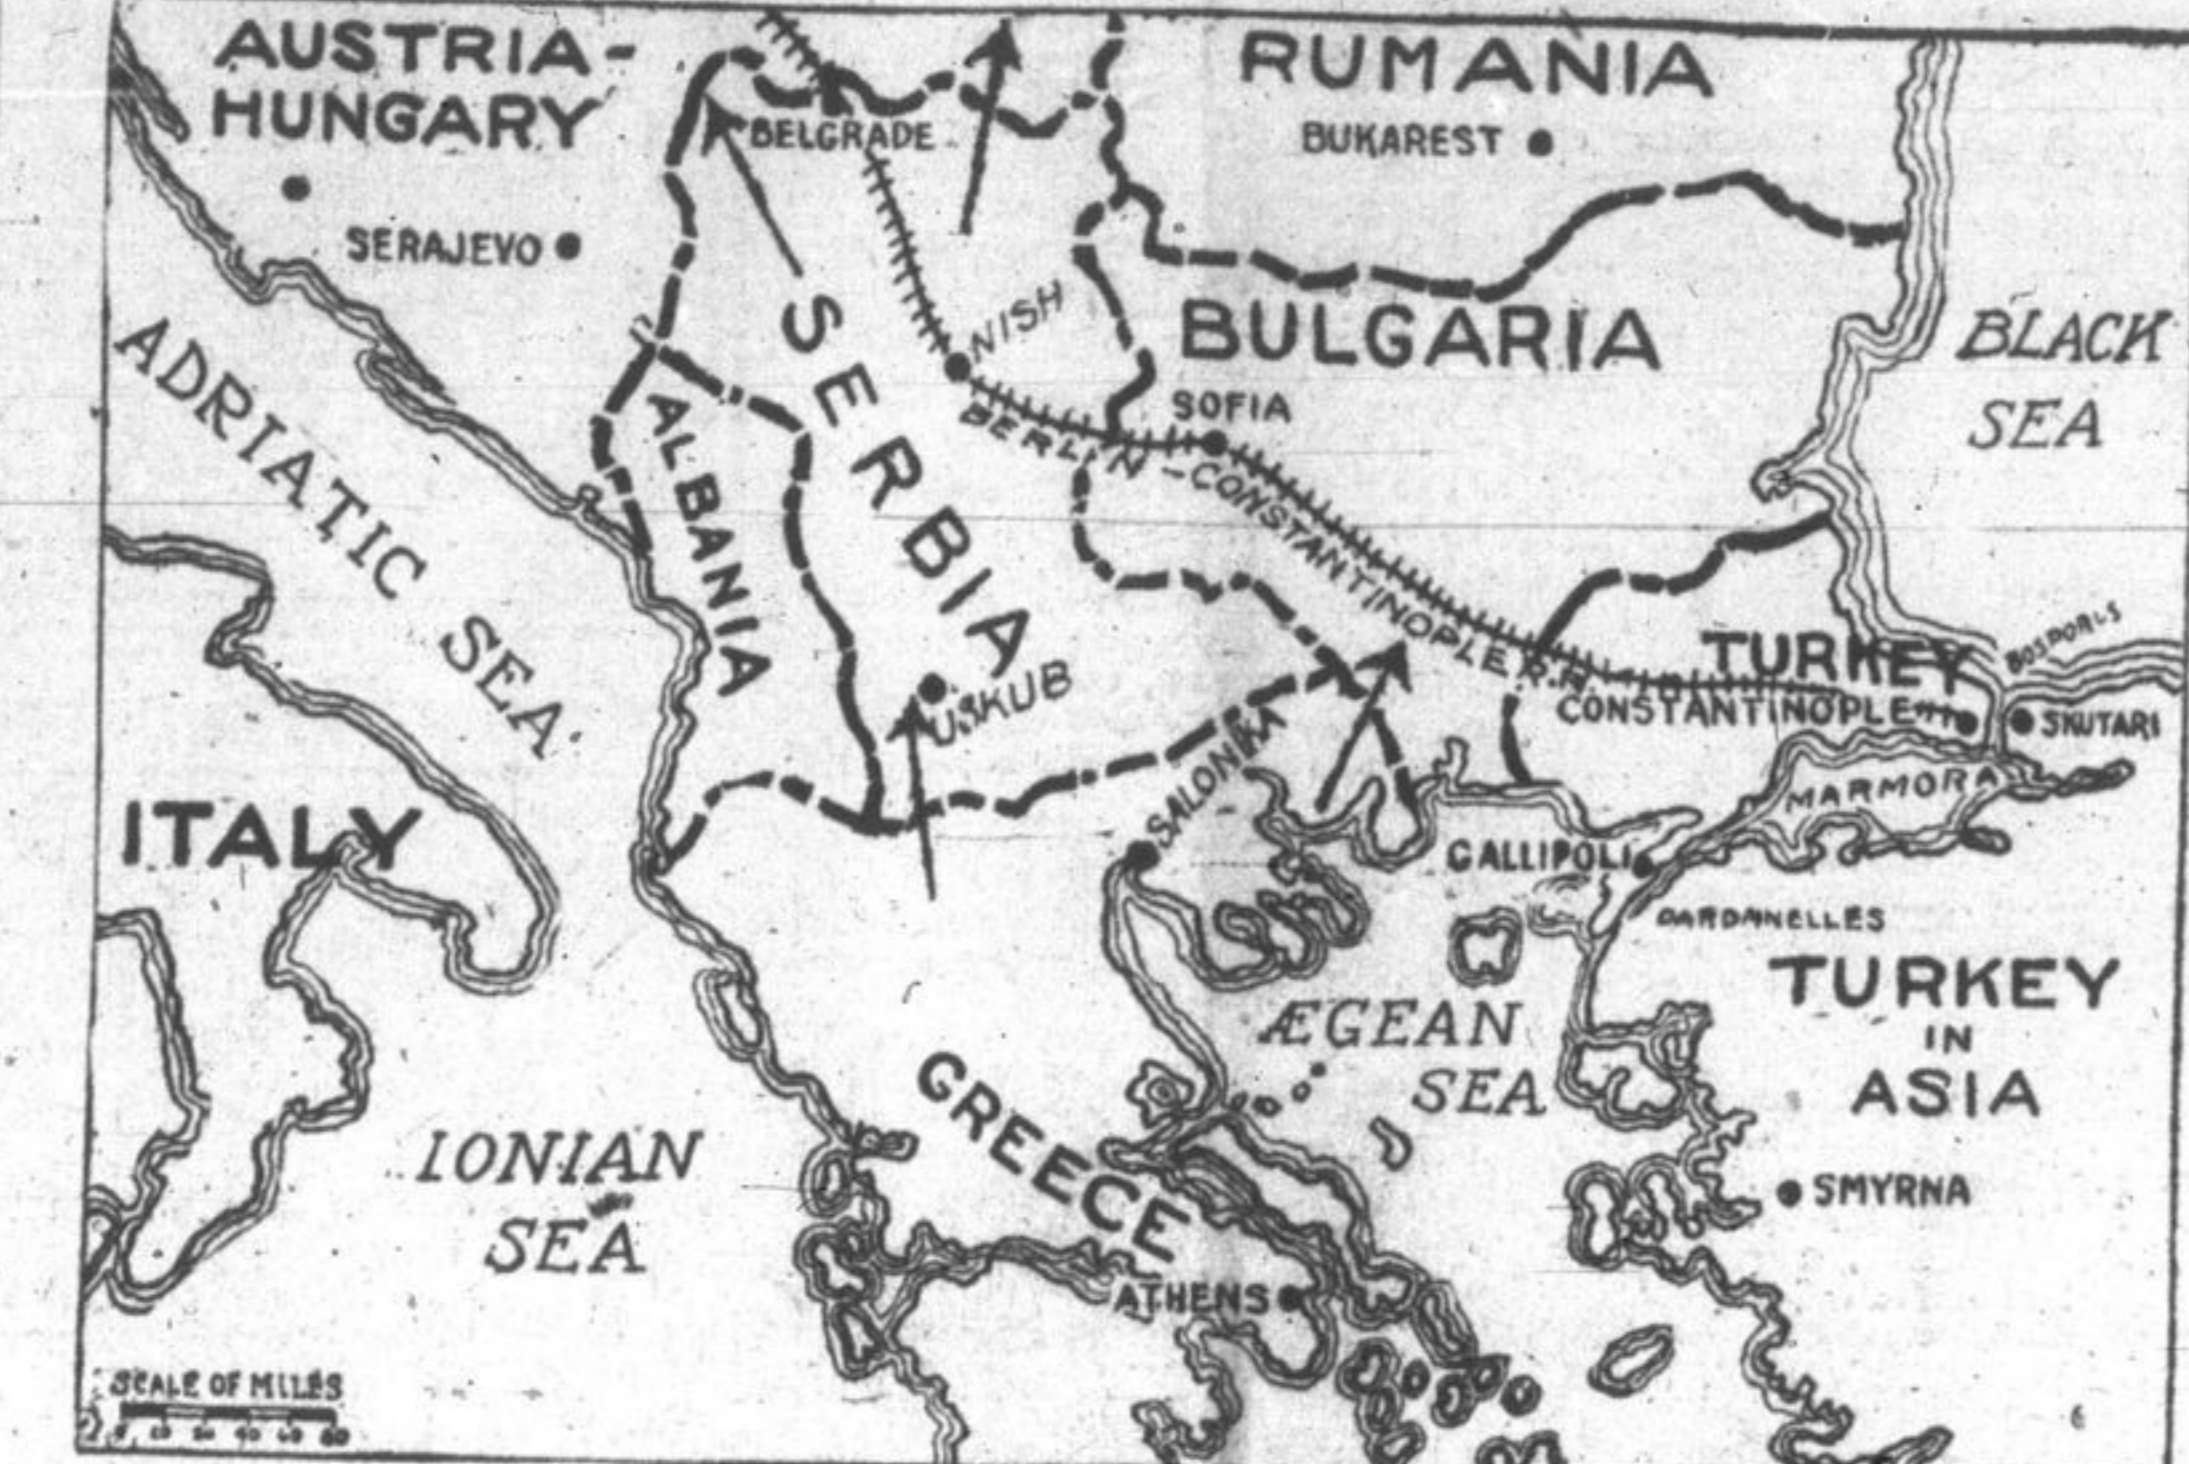 AUSTRIA-
HUNGARY
RUMANIA
BUKAREST
BELGRADE
SERAJEVO
SERBIA
NISH
BULGARIA
SOFIA
BLACK
SEA
ADRIATIC SEA
ALBANIA
BERLIN-CONSTANTINOPLE R.R.
USKUB
TURKEY
BOSPORUS
CONSTANTINOPLE
SKUTARI
SALONIKA
MARMORA
ITALY
GALLIPOLI
DARDANELLES
TURKEY
IN
ASIA
ÆGEAN
SEA
GREECE
IONIAN
SEA
SMYRNA
ATHENS
SCALE OF MILES